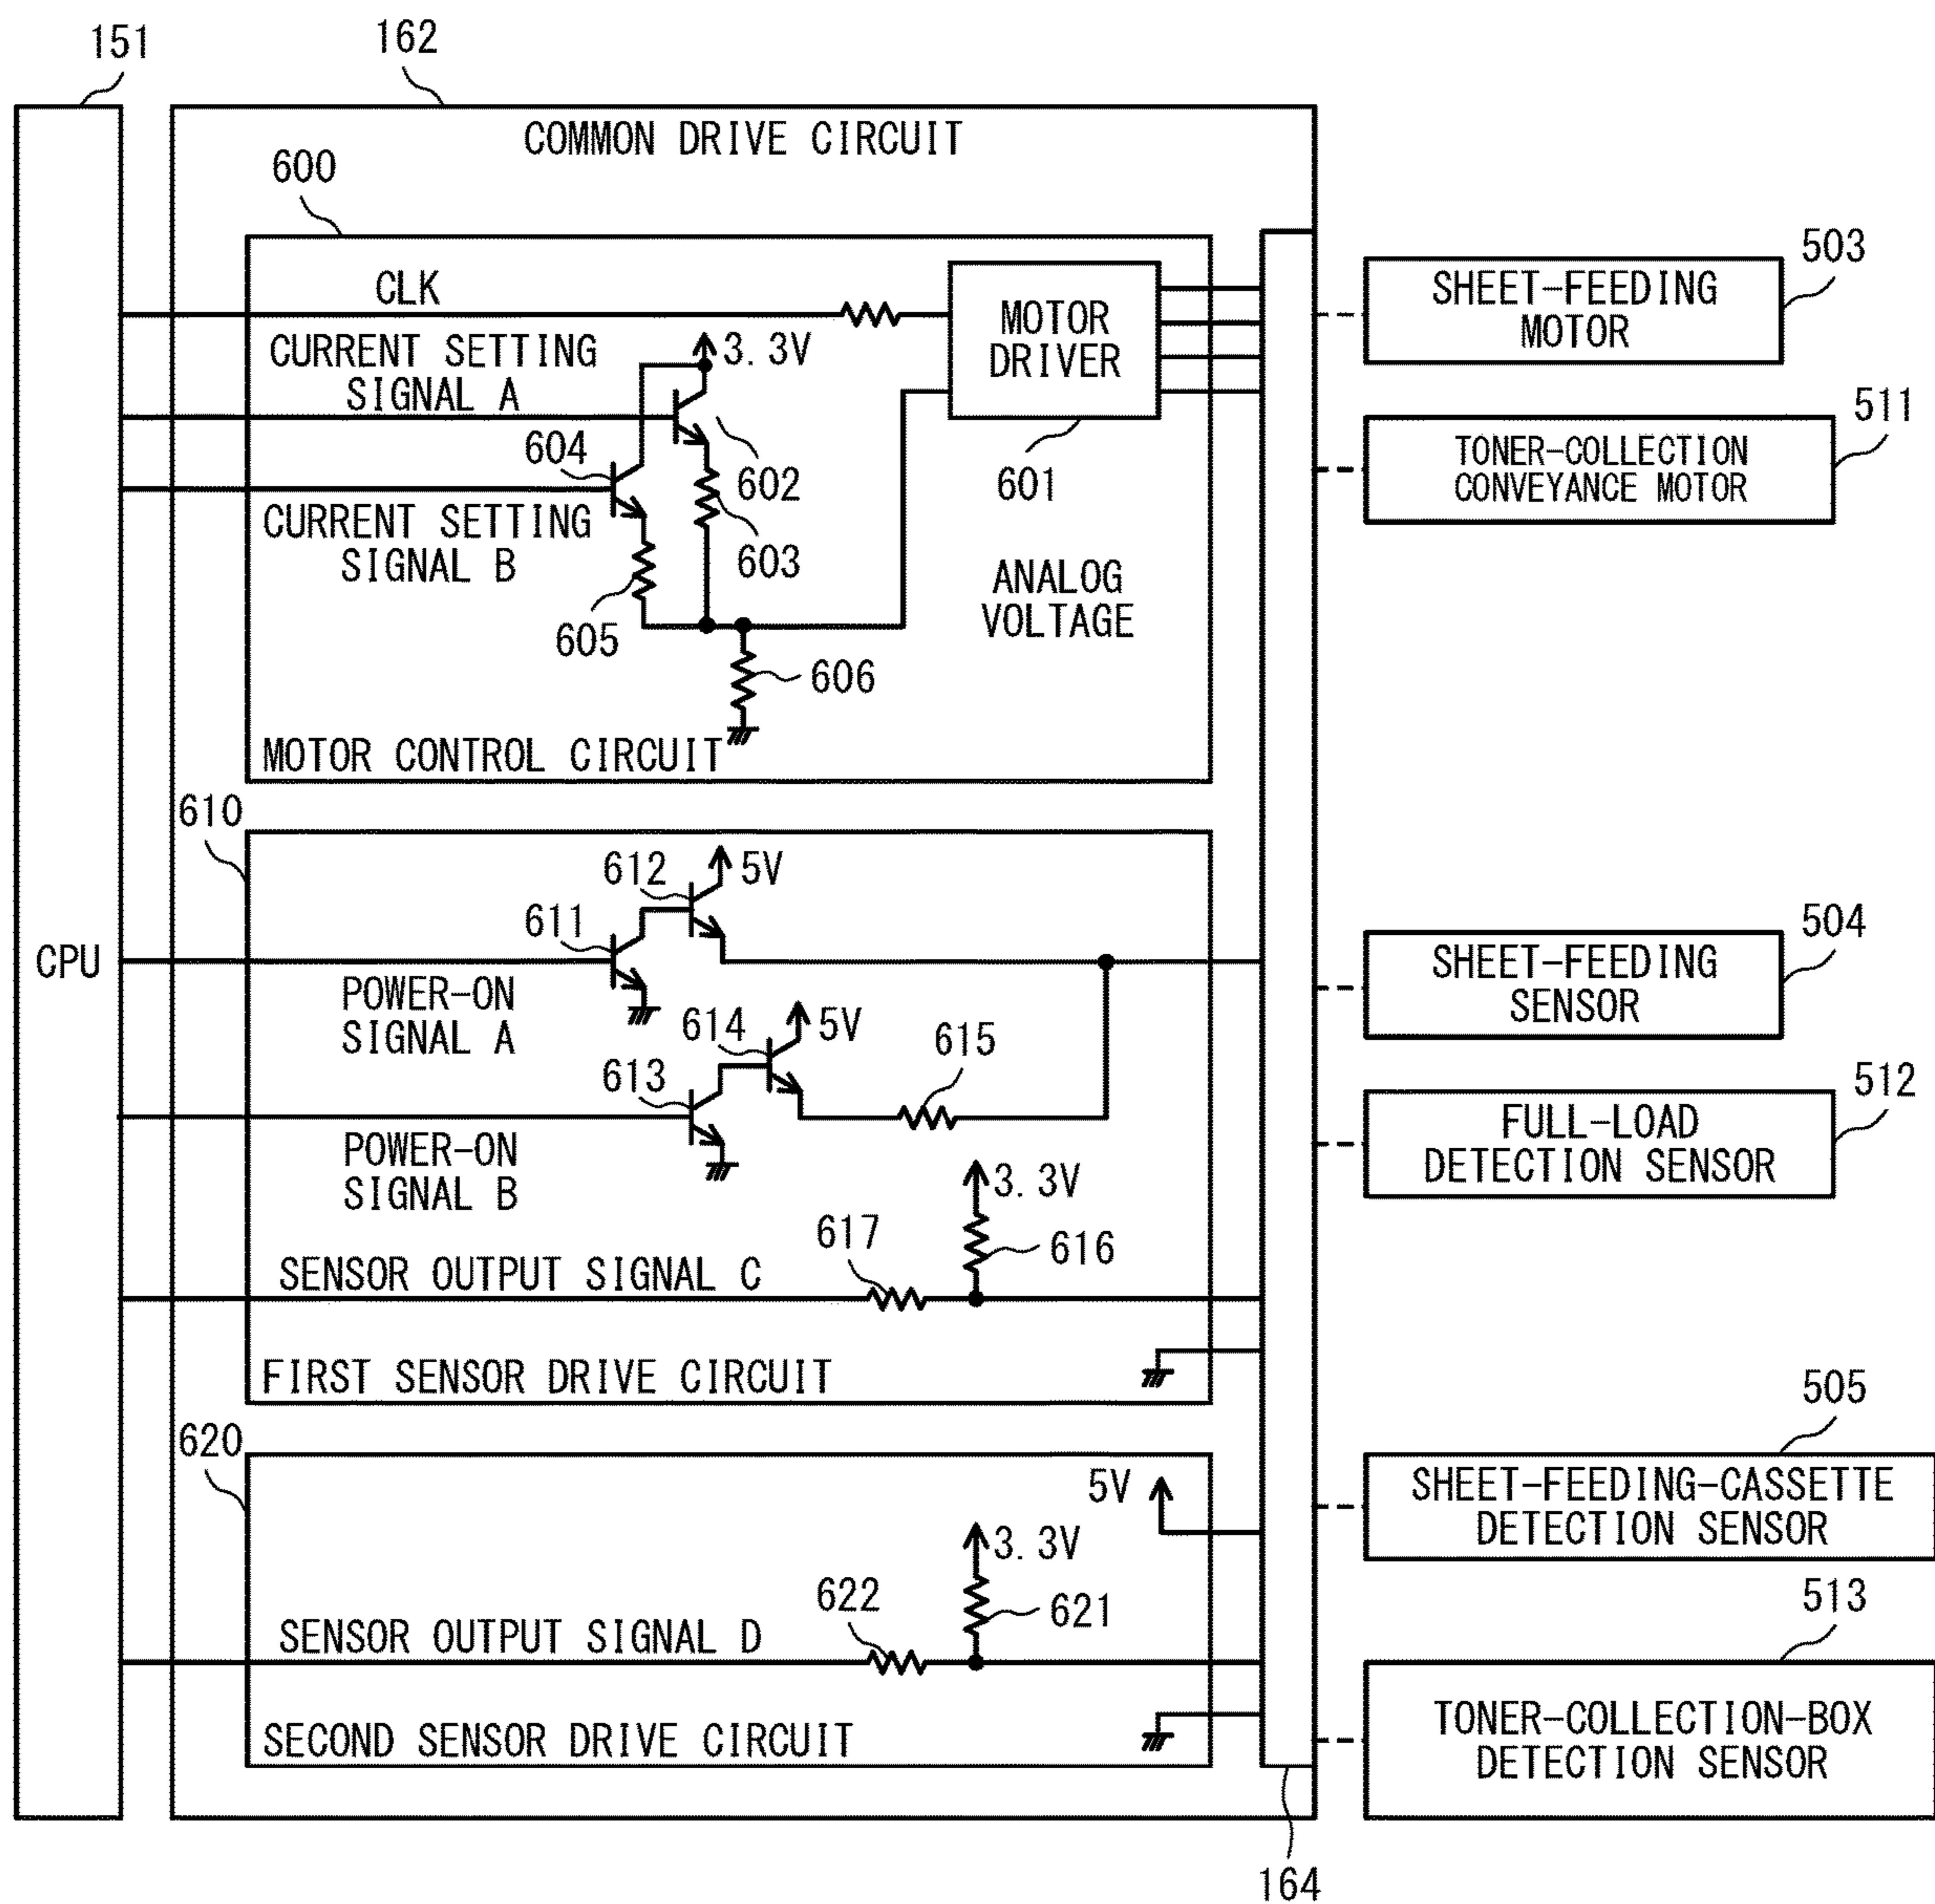 151
162
COMMON DRIVE CIRCUIT
600
CLK
CURRENT SETTING
SIGNAL A
3.3V
MOTOR
DRIVER
503
SHEET-FEEDING
MOTOR
604
602
601
511
TONER-COLLECTION
CONVEYANCE MOTOR
CURRENT SETTING
SIGNAL B
603
605
ANALOG
VOLTAGE
606
MOTOR CONTROL CIRCUIT
610
612
5V
611
CPU
POWER-ON
SIGNAL A
504
SHEET-FEEDING
SENSOR
614
5V
615
613
512
FULL-LOAD
DETECTION SENSOR
POWER-ON
SIGNAL B
3.3V
617
616
SENSOR OUTPUT SIGNAL C
FIRST SENSOR DRIVE CIRCUIT
505
620
5V
SHEET-FEEDING-CASSETTE
DETECTION SENSOR
3.3V
622
621
SENSOR OUTPUT SIGNAL D
513
SECOND SENSOR DRIVE CIRCUIT
TONER-COLLECTION-BOX
DETECTION SENSOR
164